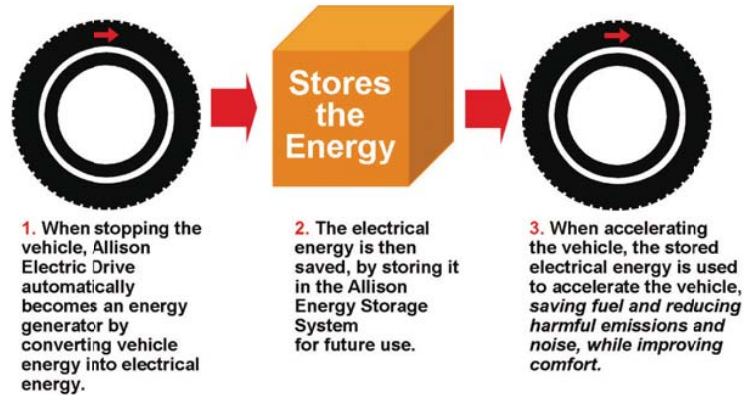 Stores
the
Energy
1. When stopping the
vehicle, Allison
Electric Drive
automatically
becomes an energy
generator by
converting vehicle
energy into electrical
energy.
2. The electrical
energy is then
saved, by storing it
in the Allison
Energy Storage
System
for future use.
3. When accelerating
the vehicle, the stored
electrical energy is used
to accelerate the vehicle,
saving fuel and reducing
harmful emissions and
noise, while improving
comfort.